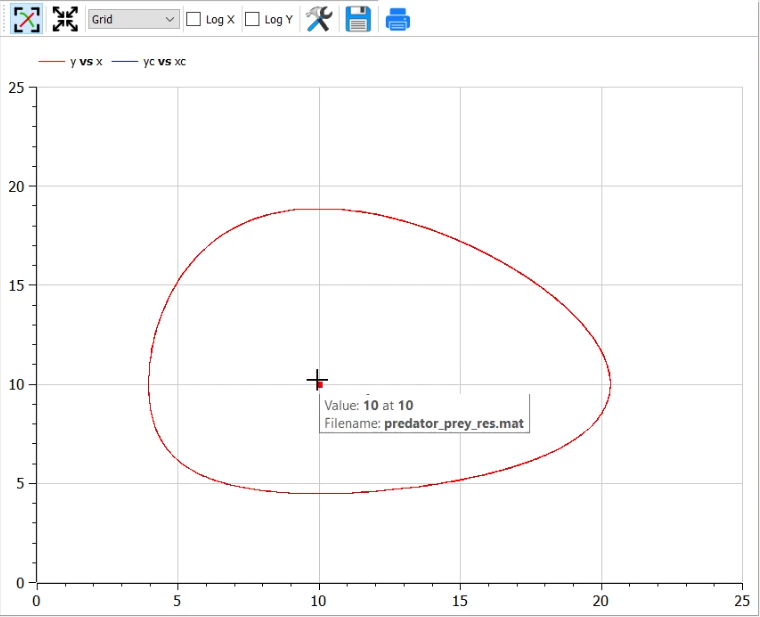 Grid Log X Log Y
y vs x yc vs xc
25
20
15
10
Value: 10 at 10
Filename: predator_prey_res.mat
5
0
0 5 10 15 20 25